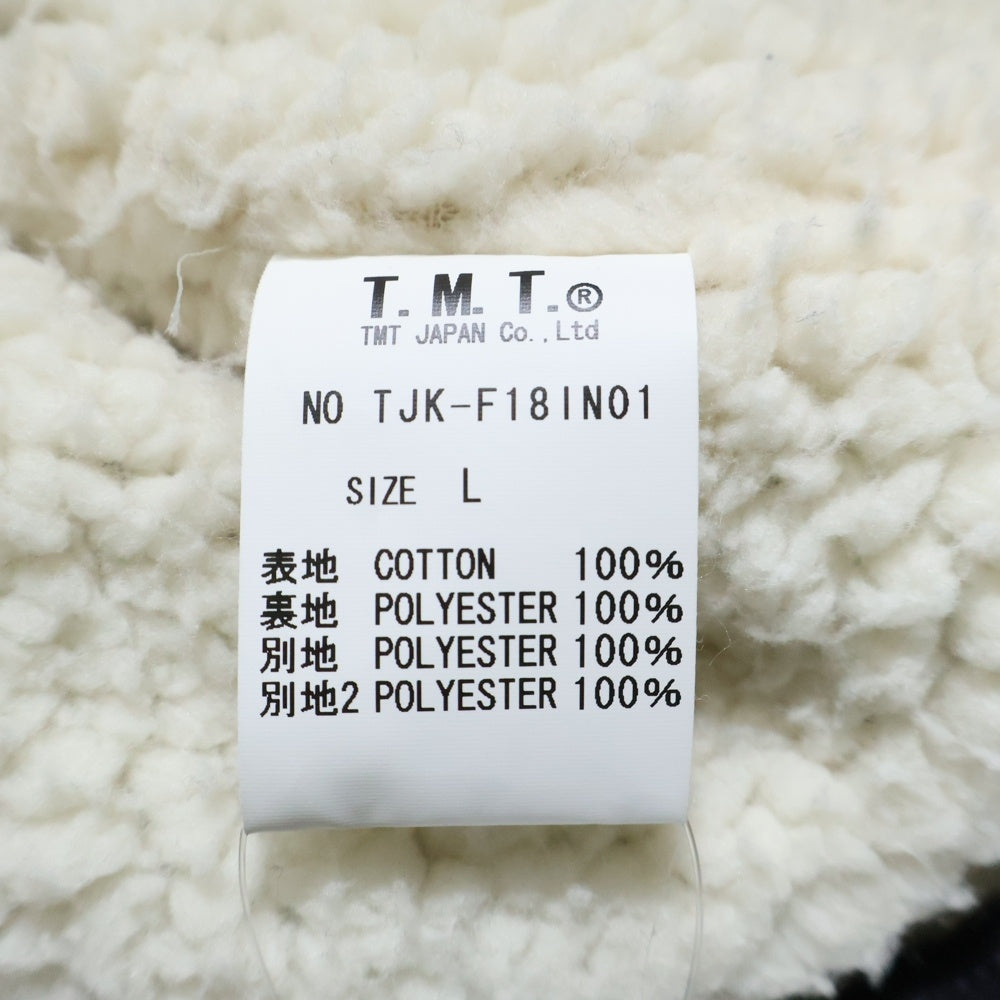 T. M. T.®
TMT JAPAN Co.,Ltd
NO TJK-F18IN01
SIZE L
表地 COTTON 100%
裏地 POLYESTER 100%
別地 POLYESTER 100%
別地2 POLYESTER 100%